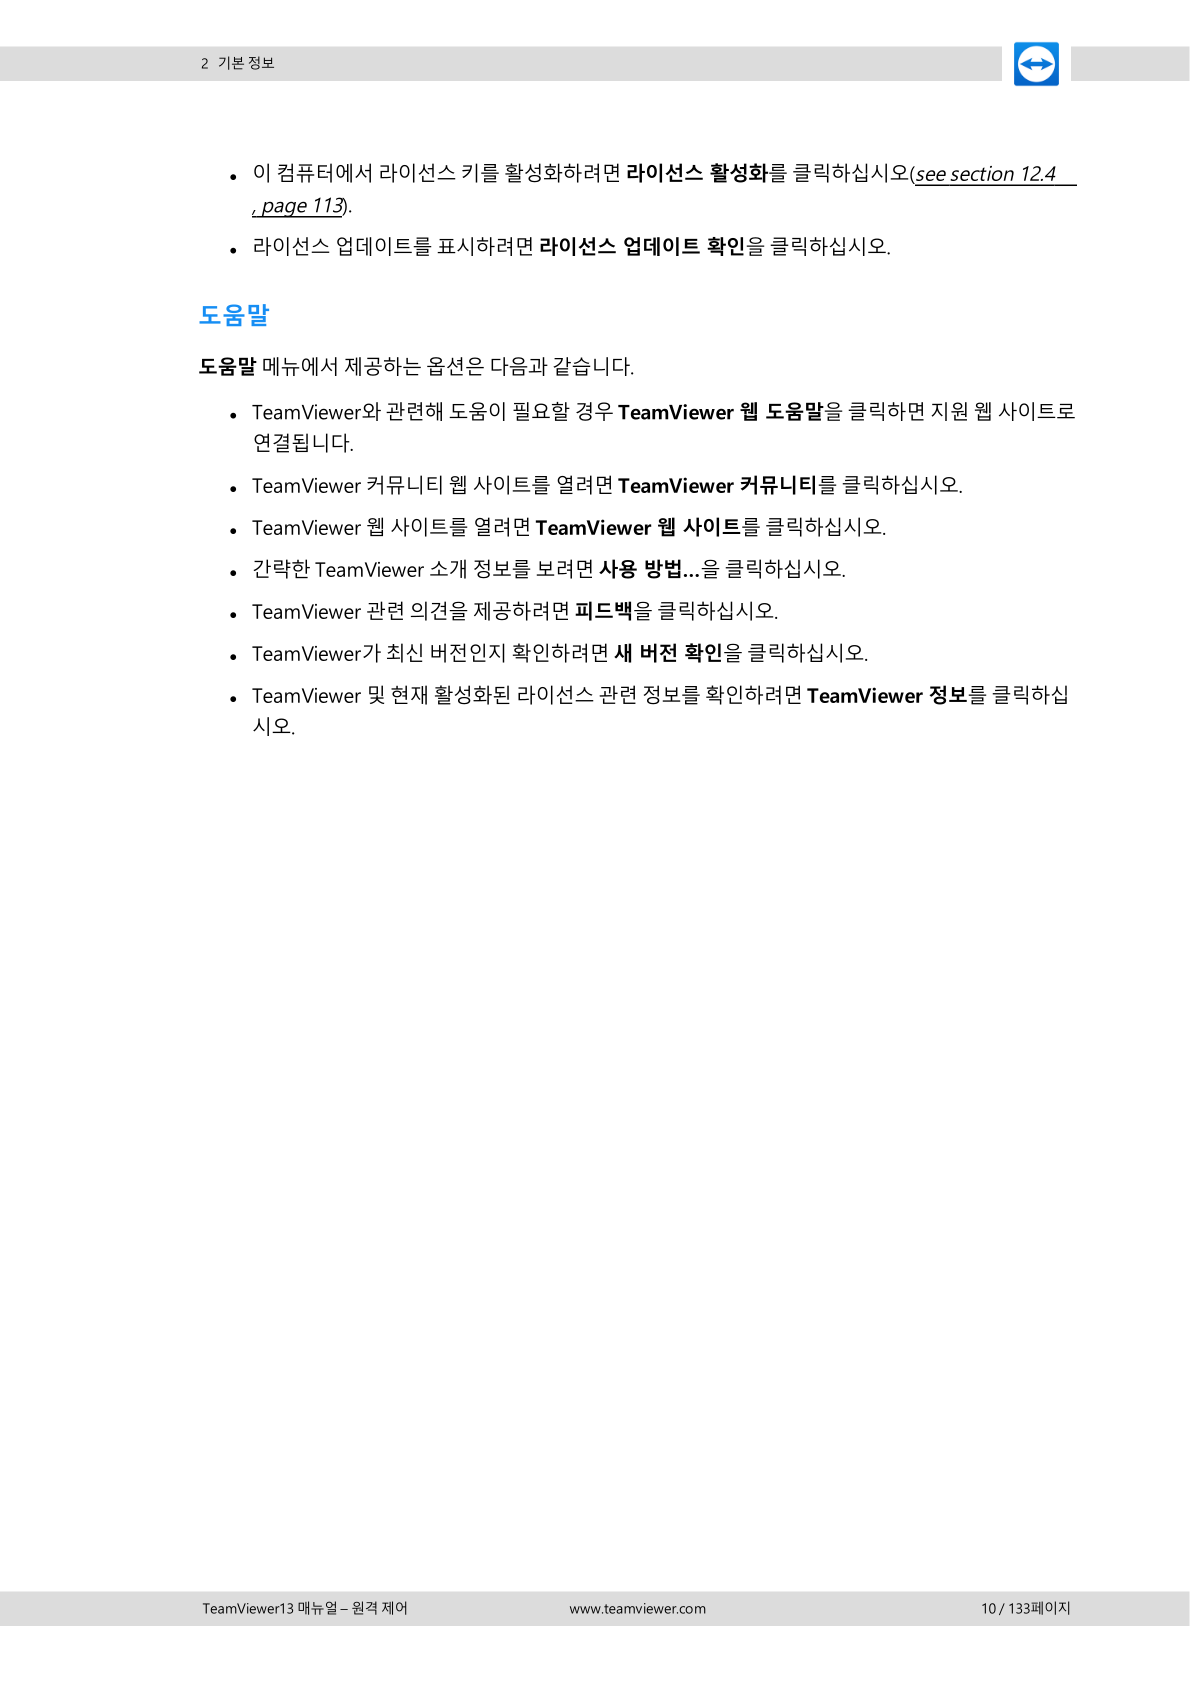 2 기본 정보
• 이 컴퓨터에서 라이선스 키를 활성화하려면 라이선스 활성화를 클릭하십시오(see section 12.4
, page 113).
• 라이선스 업데이트를 표시하려면 라이선스 업데이트 확인을 클릭하십시오.
도움말
도움말 메뉴에서 제공하는 옵션은 다음과 같습니다.
• TeamViewer와 관련해 도움이 필요할 경우 TeamViewer 웹 도움말을 클릭하면 지원 웹 사이트로
연결됩니다.
• TeamViewer 커뮤니티 웹 사이트를 열려면 TeamViewer 커뮤니티를 클릭하십시오.
• TeamViewer 웹 사이트를 열려면 TeamViewer 웹 사이트를 클릭하십시오.
• 간략한 TeamViewer 소개 정보를 보려면 사용 방법...을 클릭하십시오.
• TeamViewer 관련 의견을 제공하려면 피드백을 클릭하십시오.
• TeamViewer가 최신 버전인지 확인하려면 새 버전 확인을 클릭하십시오.
• TeamViewer 및 현재 활성화된 라이선스 관련 정보를 확인하려면 TeamViewer 정보를 클릭하십
시오.
TeamViewer13 매뉴얼 – 원격 제어 www.teamviewer.com 10 / 133페이지